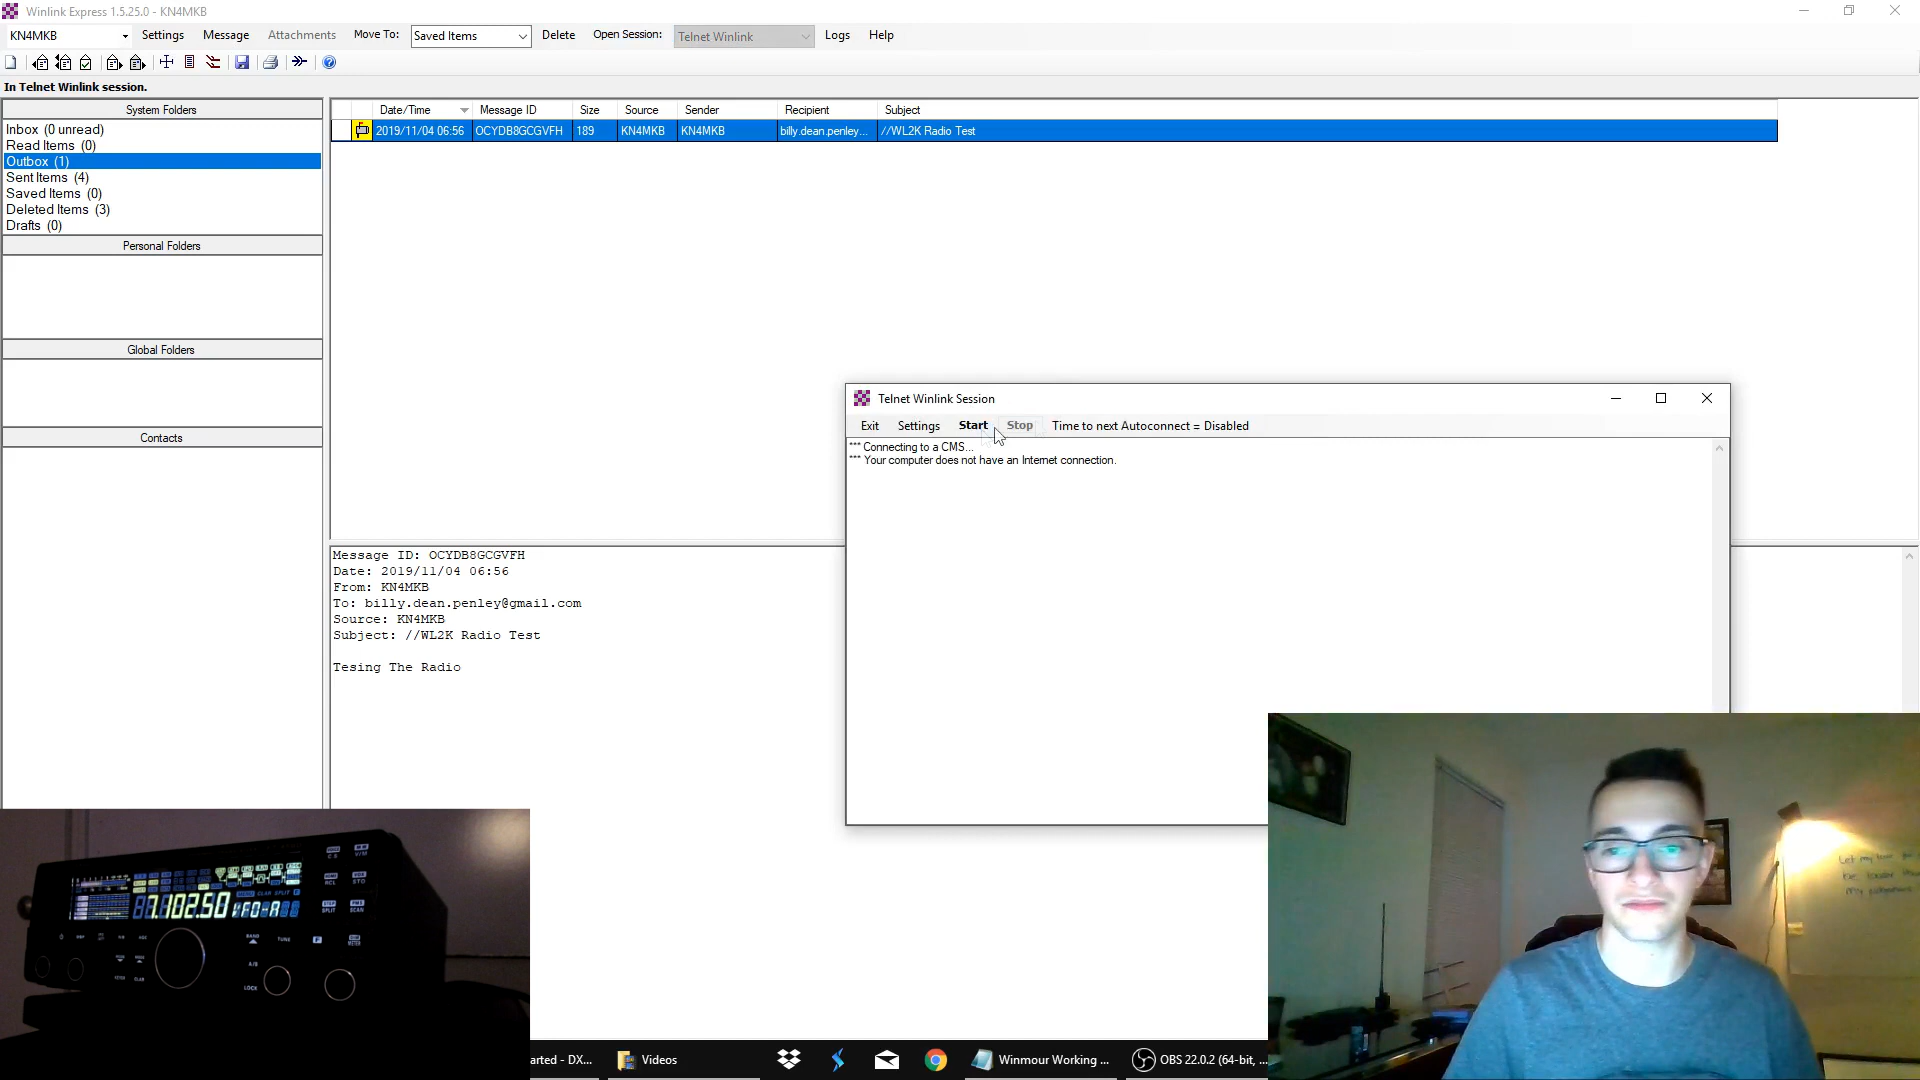 Winlink Express 1.5.25.0 - KN4MKB
KN4MKB Settings Message Attachments Move To: Saved Items Delete Open Session: Telnet Winlink Logs Help
In Telnet Winlink session.
System Folders
Inbox (0 unread)
Read Items (0)
Outbox (1)
Sent Items (4)
Saved Items (0)
Deleted Items (3)
Drafts (0)
Personal Folders
Global Folders
Contacts
Date/Time Message ID Size Source Sender Recipient Subject
2019/11/04 06:56 OCYDB8GCGVFH 189 KN4MKB KN4MKB billy.dean.penley... //WL2K Radio Test
Telnet Winlink Session
Exit Settings Start Stop Time to next Autoconnect = Disabled
*** Connecting to a CMS...
*** Your computer does not have an Internet connection.
Message ID: OCYDB8GCGVFH
Date: 2019/11/04 06:56
From: KN4MKB
To: billy.dean.penley@gmail.com
Source: KN4MKB
Subject: //WL2K Radio Test
Tesing The Radio
7.102.50
LOCK
arted - DX... Videos Winmour Working ... OBS 22.0.2 (64-bit, ...